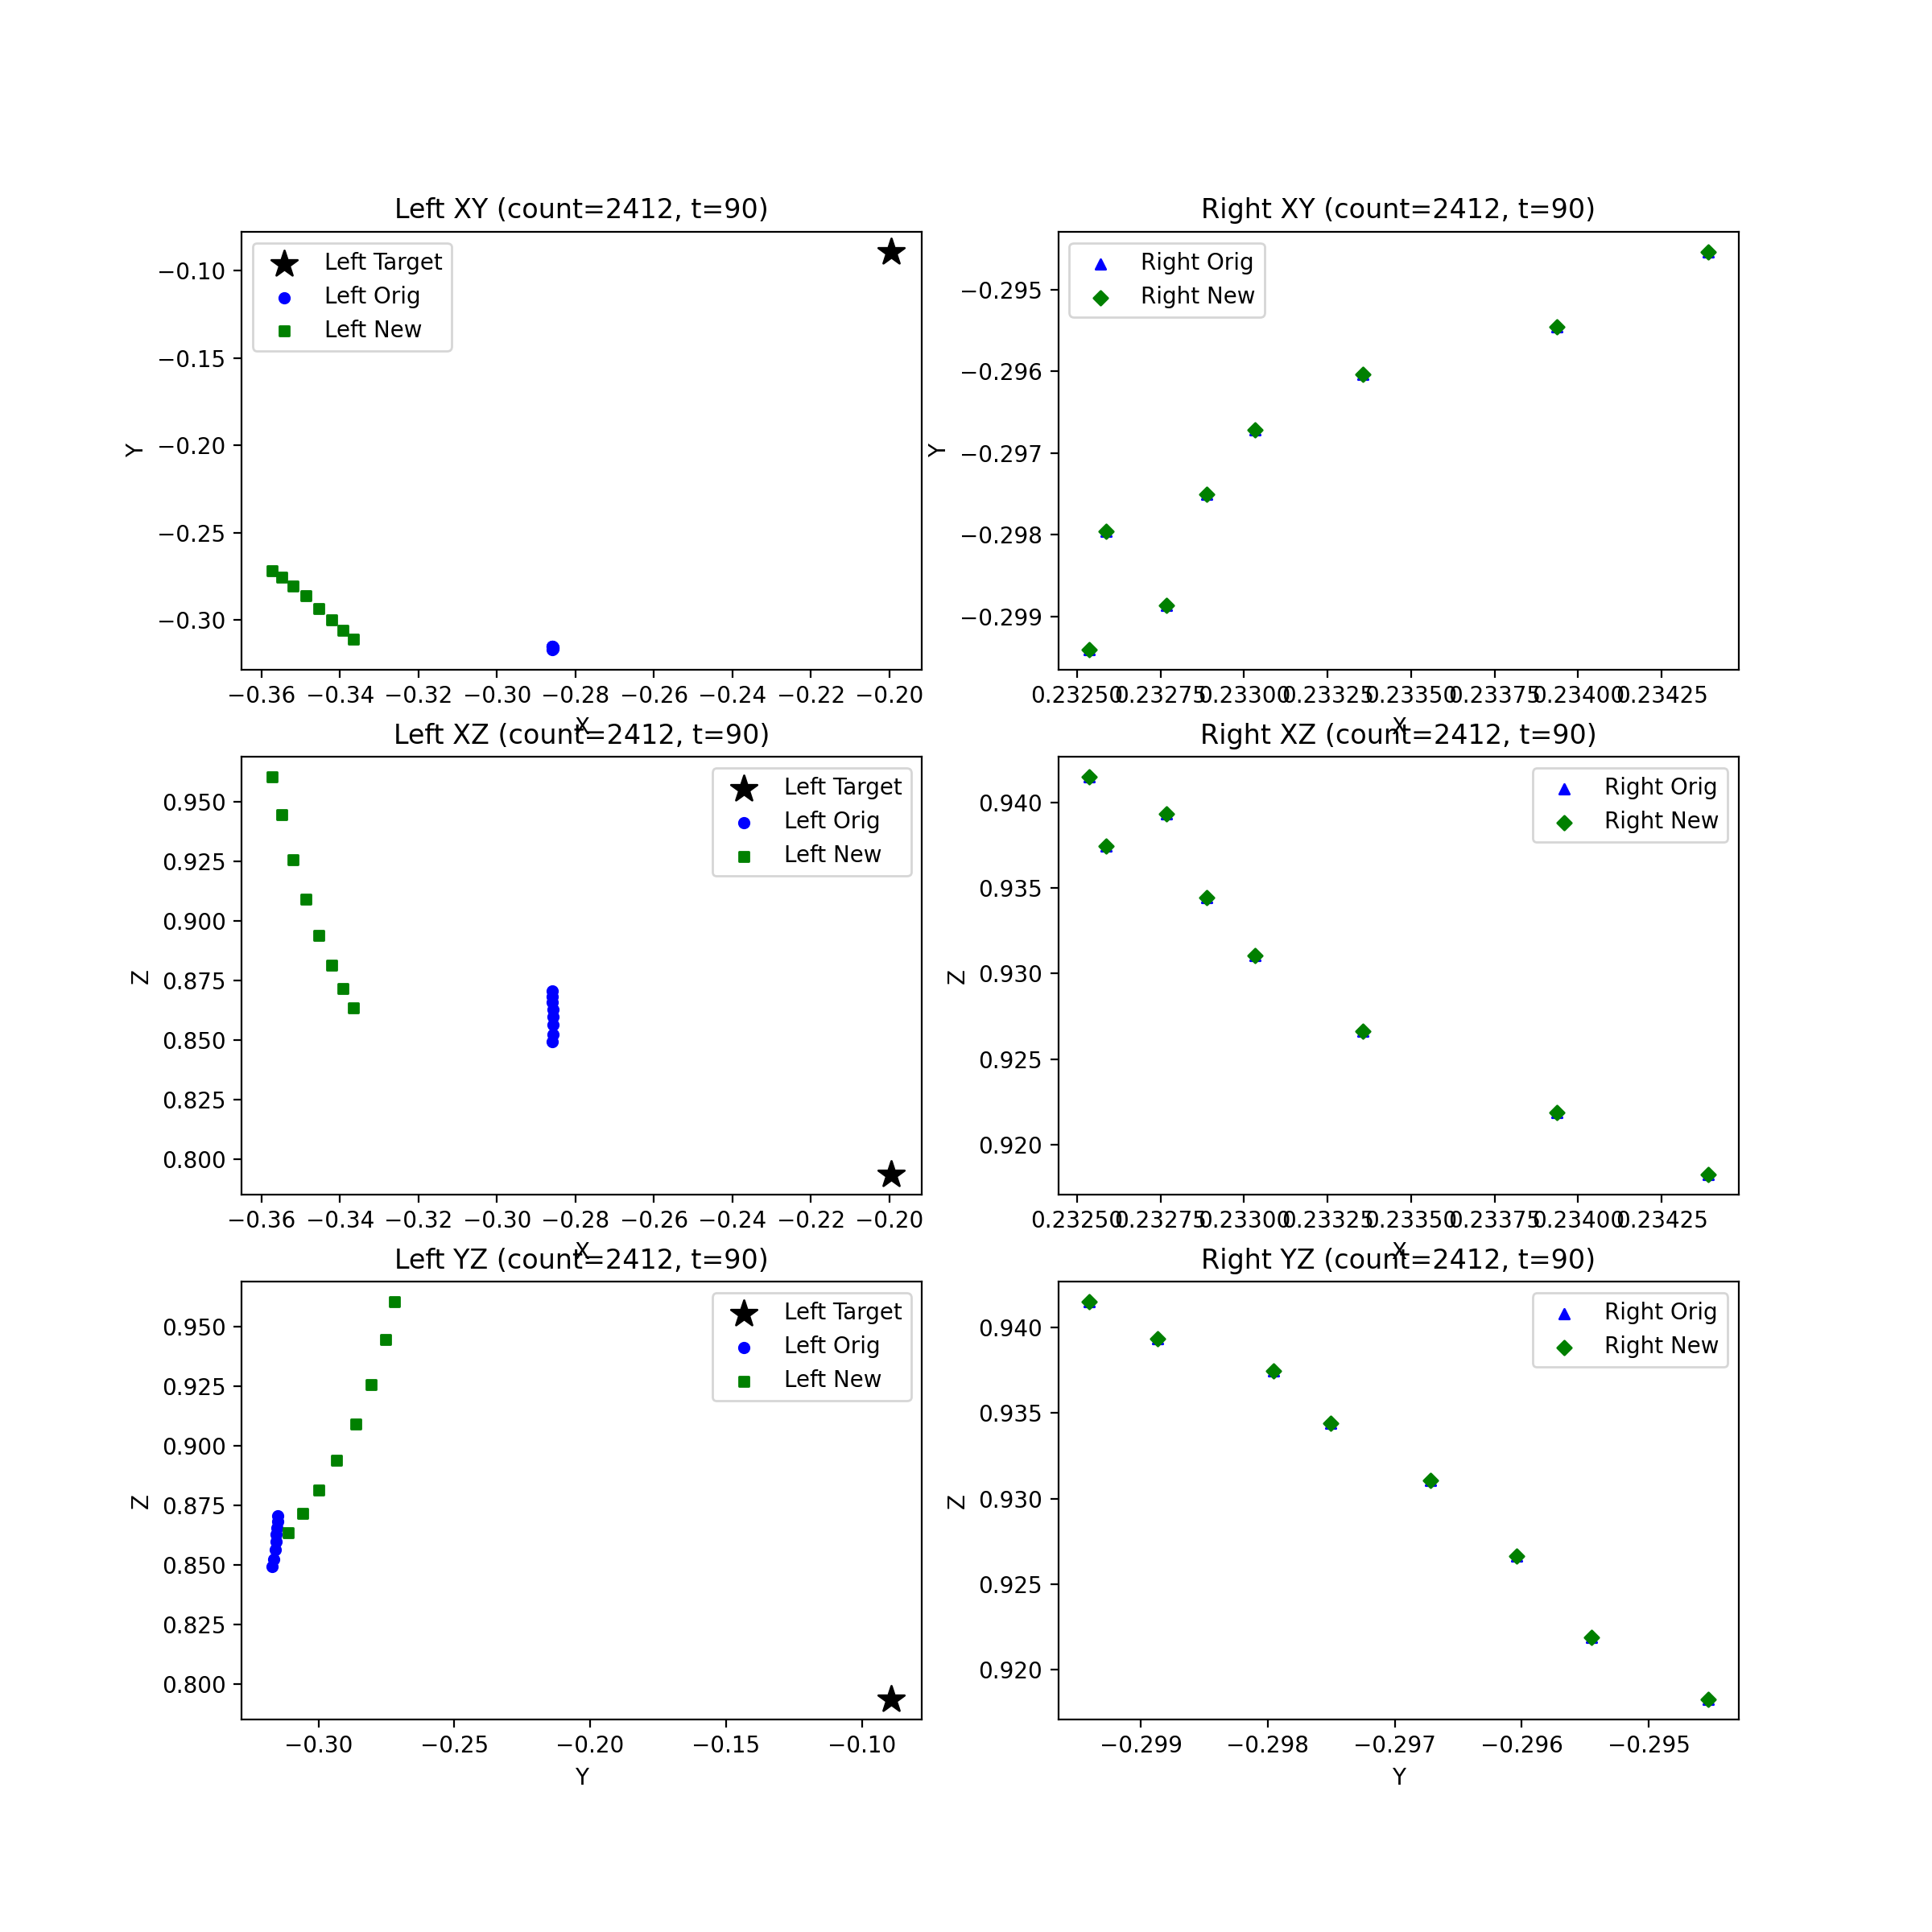 Left XY (count=2412, t=90)
Left Target
Left Orig
Left New
−0.10
−0.15
−0.20
−0.25
−0.30
Y
−0.36 −0.34 −0.32 −0.30 −0.28 −0.26 −0.24 −0.22 −0.20
X
Right XY (count=2412, t=90)
Right Orig
Right New
−0.295
−0.296
−0.297
−0.298
−0.299
Y
0.23250 0.23275 0.23300 0.23325 0.23350 0.23375 0.23400 0.23425
X
Left XZ (count=2412, t=90)
Left Target
Left Orig
Left New
0.950
0.925
0.900
0.875
0.850
0.825
0.800
Z
−0.36 −0.34 −0.32 −0.30 −0.28 −0.26 −0.24 −0.22 −0.20
X
Right XZ (count=2412, t=90)
Right Orig
Right New
0.940
0.935
0.930
0.925
0.920
Z
0.23250 0.23275 0.23300 0.23325 0.23350 0.23375 0.23400 0.23425
X
Left YZ (count=2412, t=90)
Left Target
Left Orig
Left New
0.950
0.925
0.900
0.875
0.850
0.825
0.800
Z
−0.30 −0.25 −0.20 −0.15 −0.10
Y
Right YZ (count=2412, t=90)
Right Orig
Right New
0.940
0.935
0.930
0.925
0.920
Z
−0.299 −0.298 −0.297 −0.296 −0.295
Y